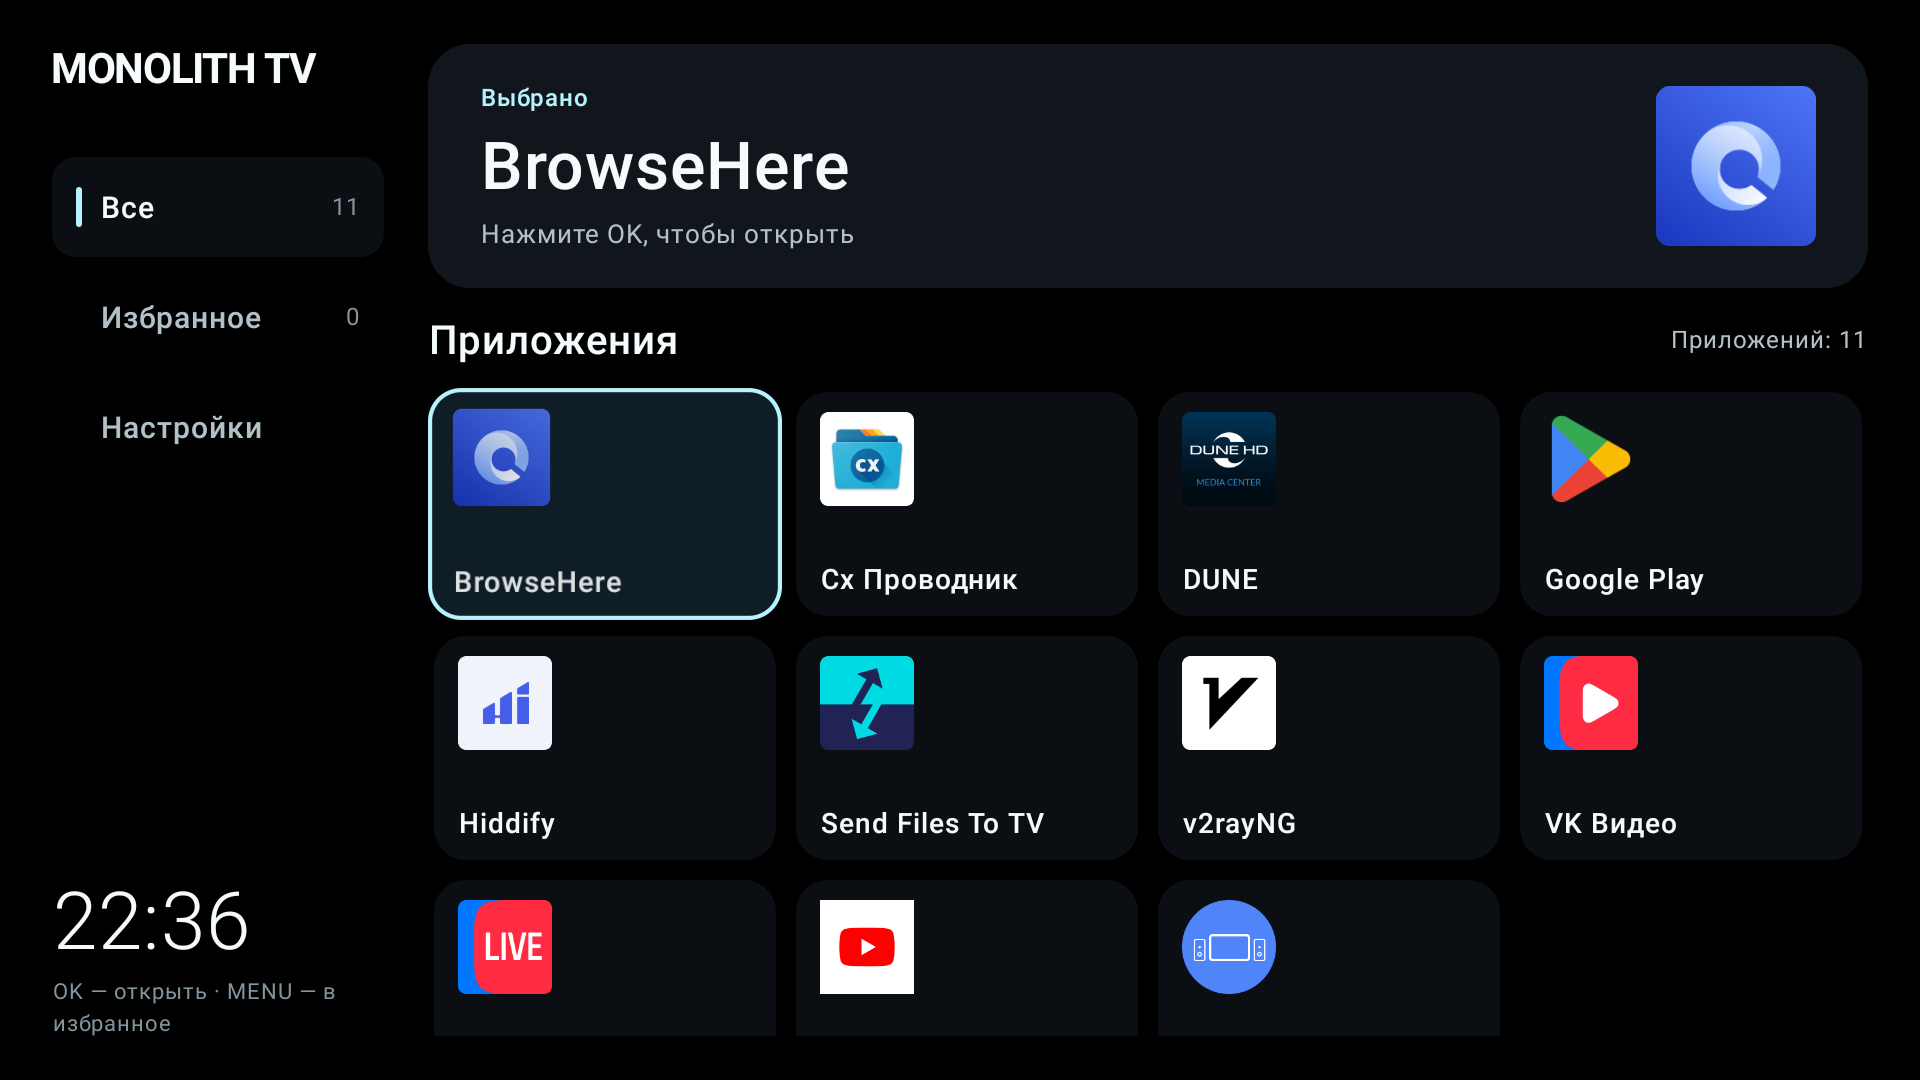 MONOLITH TV
Все 11
Избранное 0
Настройки
22:36
OK — открыть · MENU — в
избранное
Выбрано
BrowseHere
Нажмите OK, чтобы открыть
Приложения
Приложений: 11
BrowseHere
CX
Cx Проводник
DUNE HD
MEDIA CENTER
DUNE
Google Play
Hiddify
Send Files To TV
v2rayNG
VK Видео
LIVE